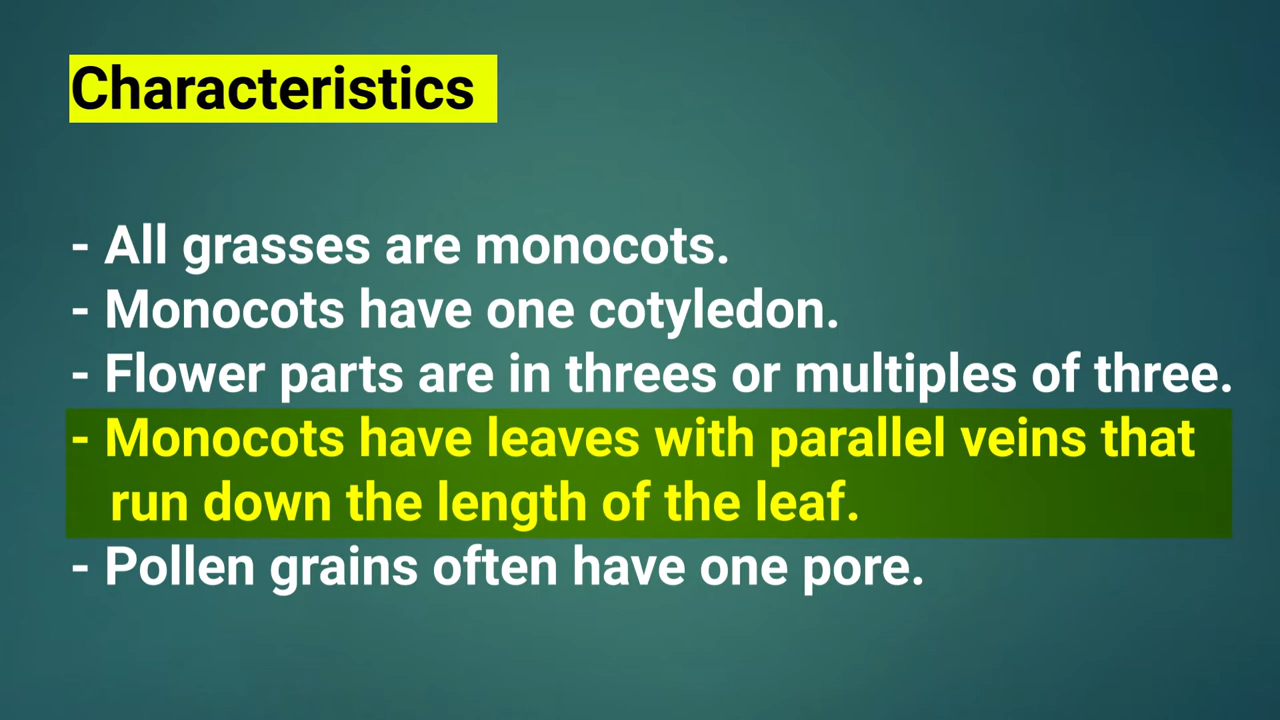 Characteristics
- All grasses are monocots.
- Monocots have one cotyledon.
- Flower parts are in threes or multiples of three.
- Monocots have leaves with parallel veins that
run down the length of the leaf.
- Pollen grains often have one pore.